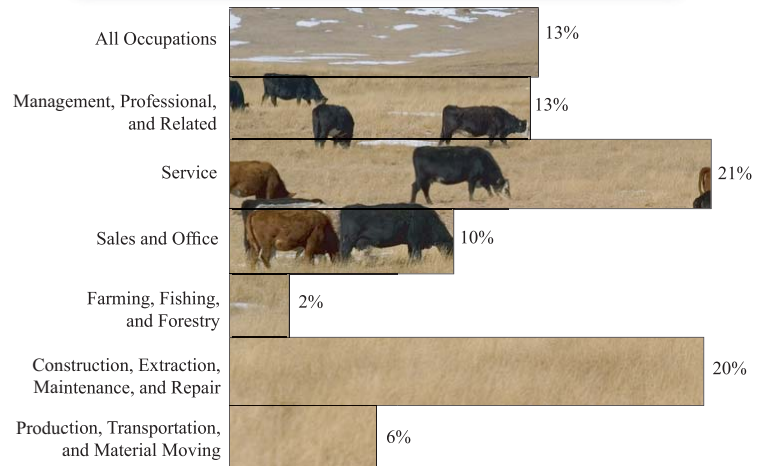 All Occupations
13%
Management, Professional,
and Related
13%
Service
21%
Sales and Office
10%
Farming, Fishing,
and Forestry
2%
Construction, Extraction,
Maintenance, and Repair
20%
Production, Transportation,
and Material Moving
6%